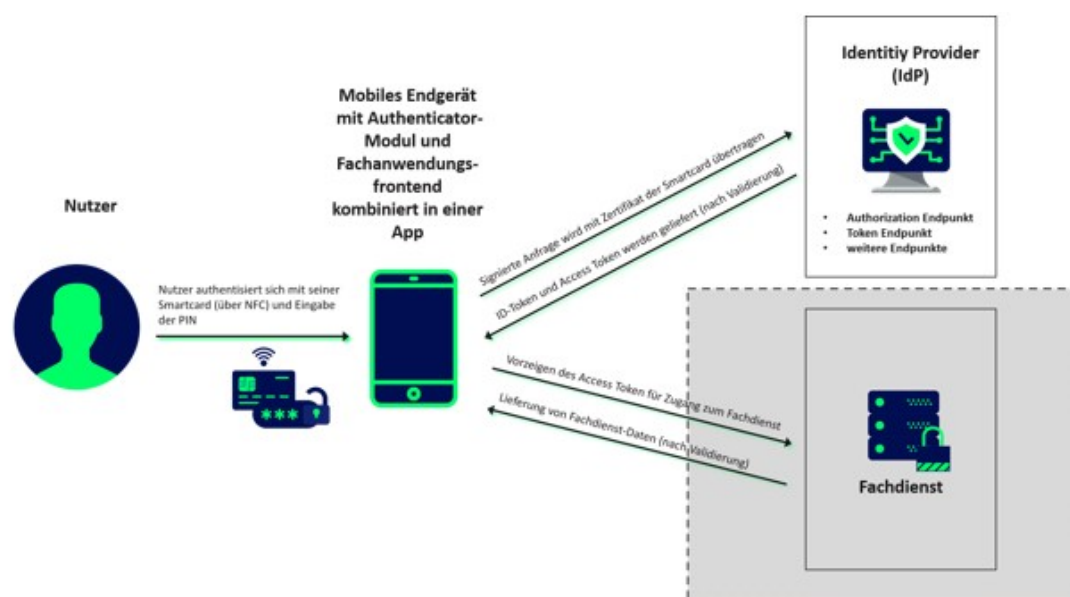 Nutzer
Nutzer authentisiert sich mit seiner
Smartcard (über NFC) und Eingabe
der PIN
Mobiles Endgerät
mit Authenticator-
Modul und
Fachanwendungs-
frontend
kombiniert in einer
App
Signierte Anfrage wird mit Zertifikat der Smartcard übertragen
ID-Token und Access Token werden geliefert (nach Validierung)
Identitiy Provider
(IdP)
• Authorization Endpunkt
• Token Endpunkt
• weitere Endpunkte
Vorzeigen des Access Token für Zugang zum Fachdienst
Lieferung von Fachdienst-Daten (nach Validierung)
Fachdienst